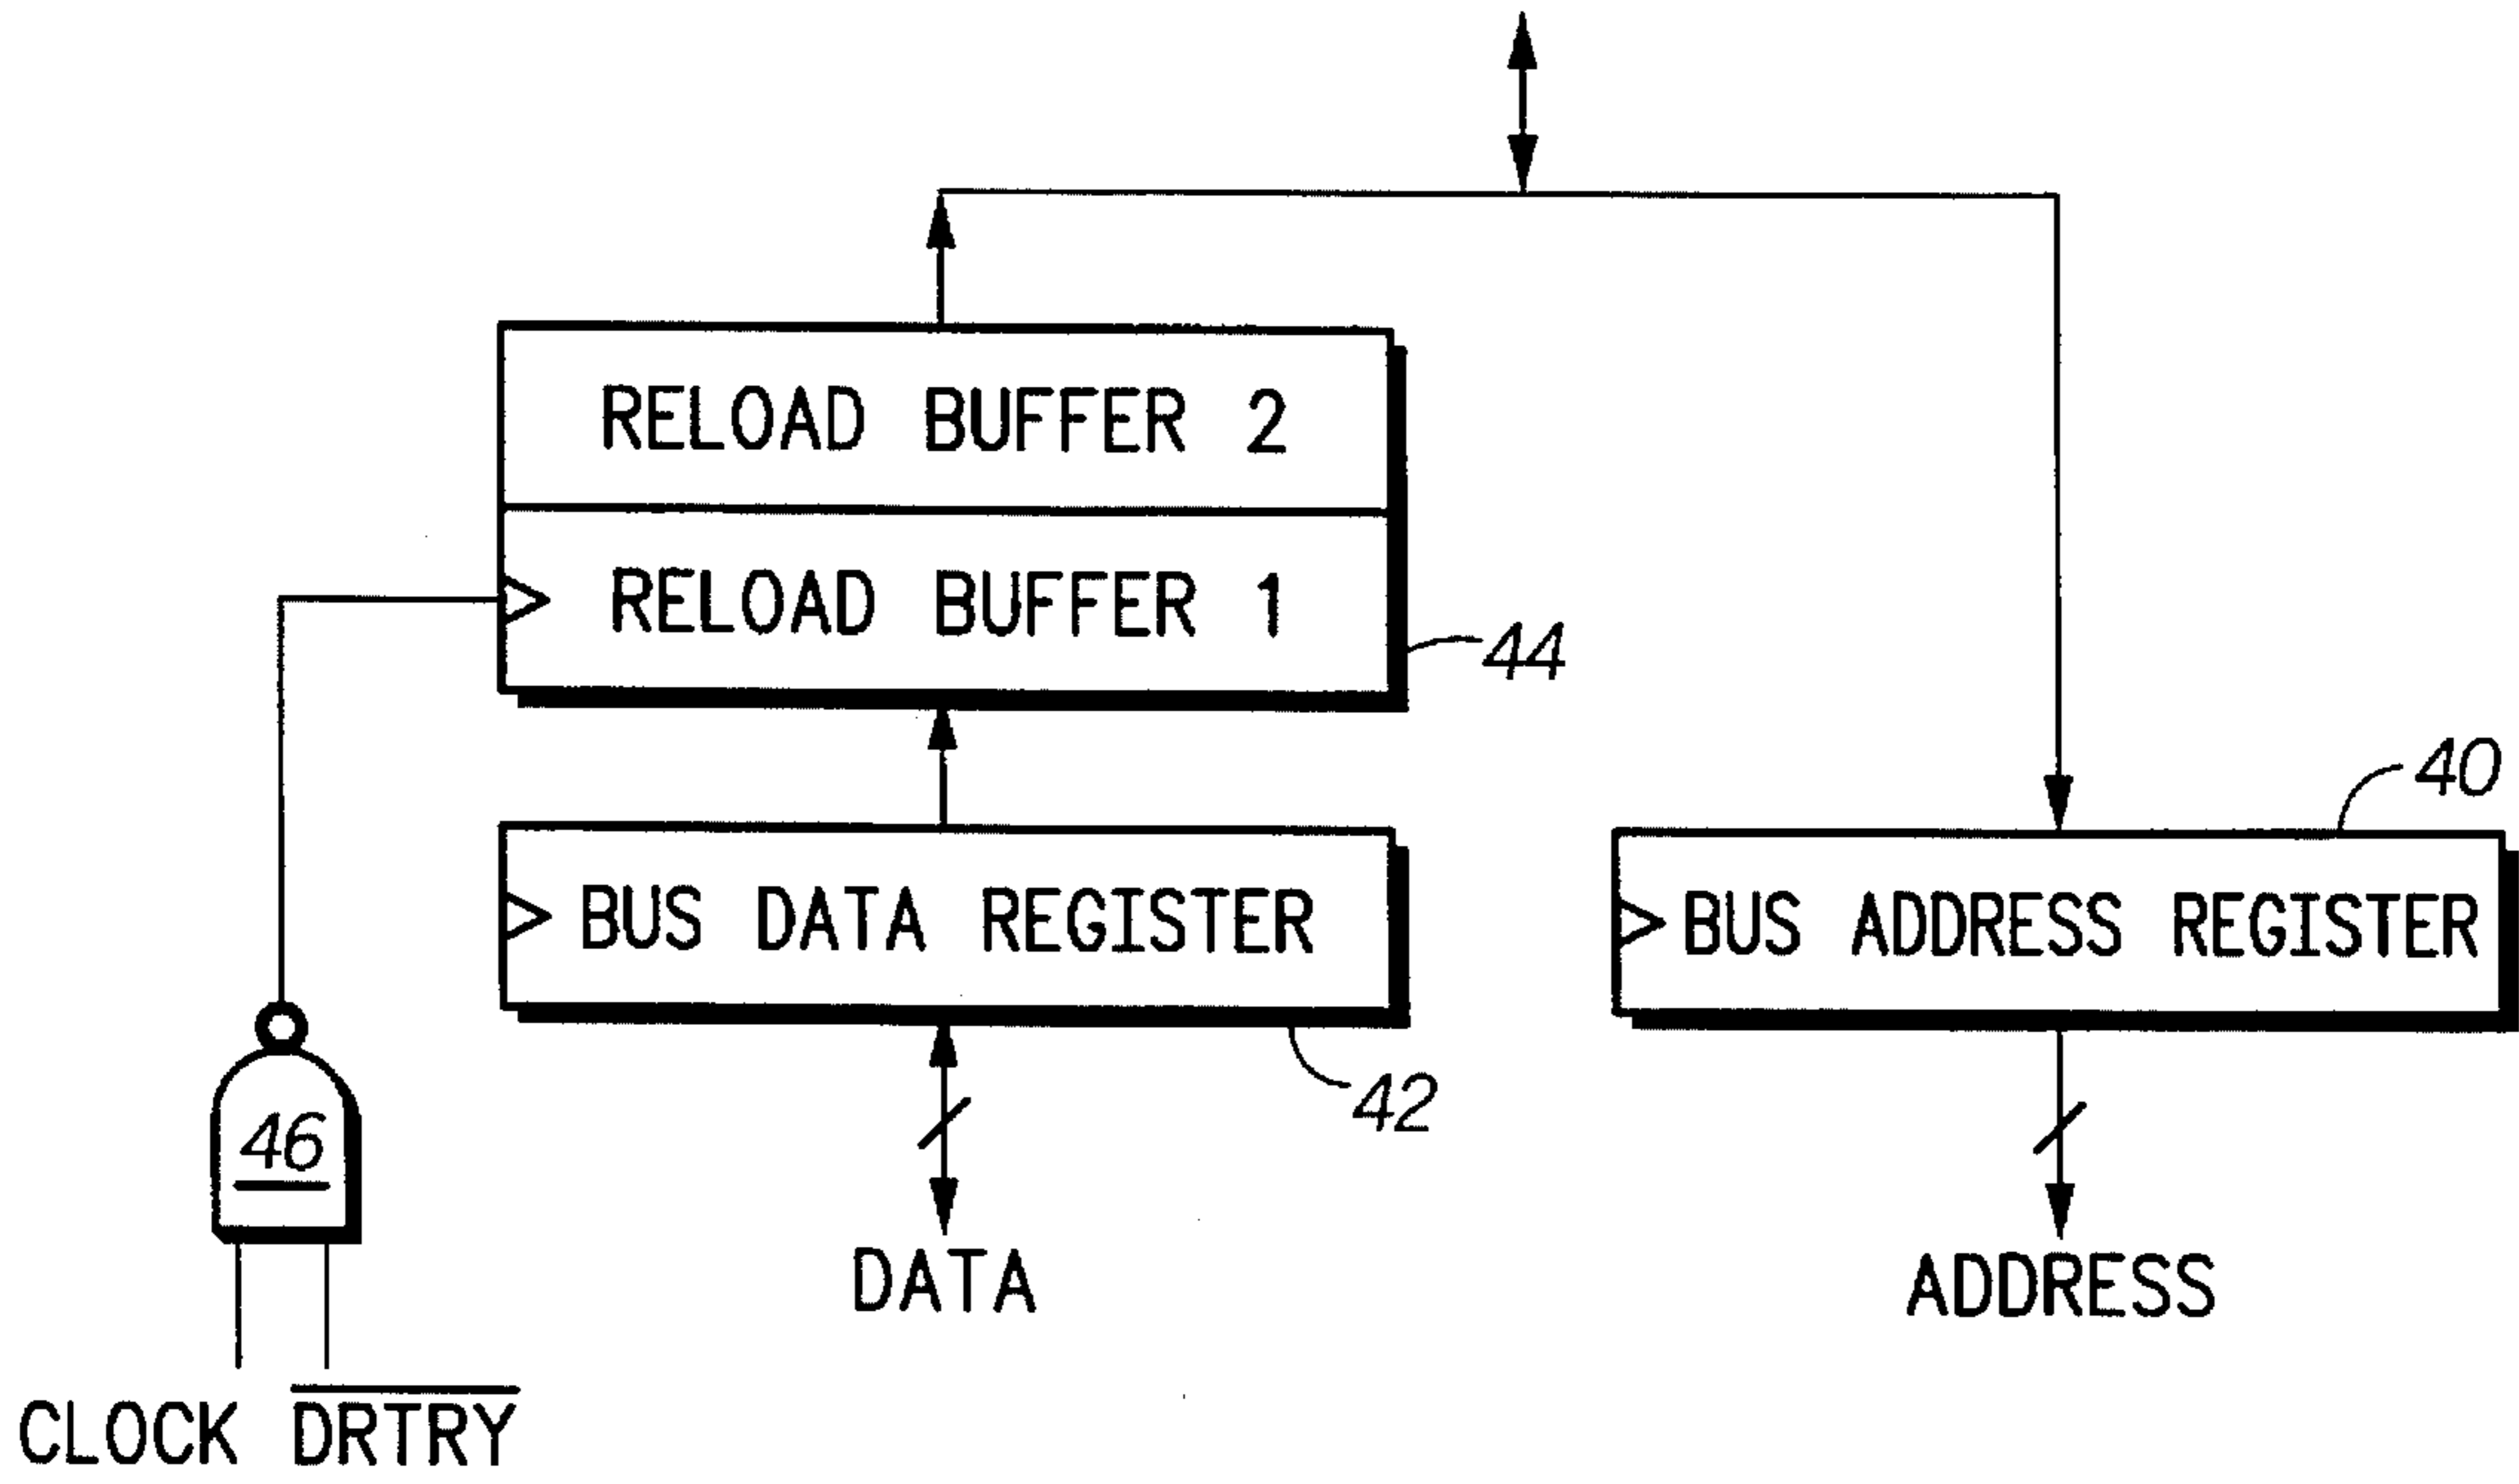 RELOAD BUFFER 2
RELOAD BUFFER 1
44
40
BUS DATA REGISTER
BUS ADDRESS REGISTER
42
46
DATA
ADDRESS
CLOCK D̅R̅T̅R̅Y̅